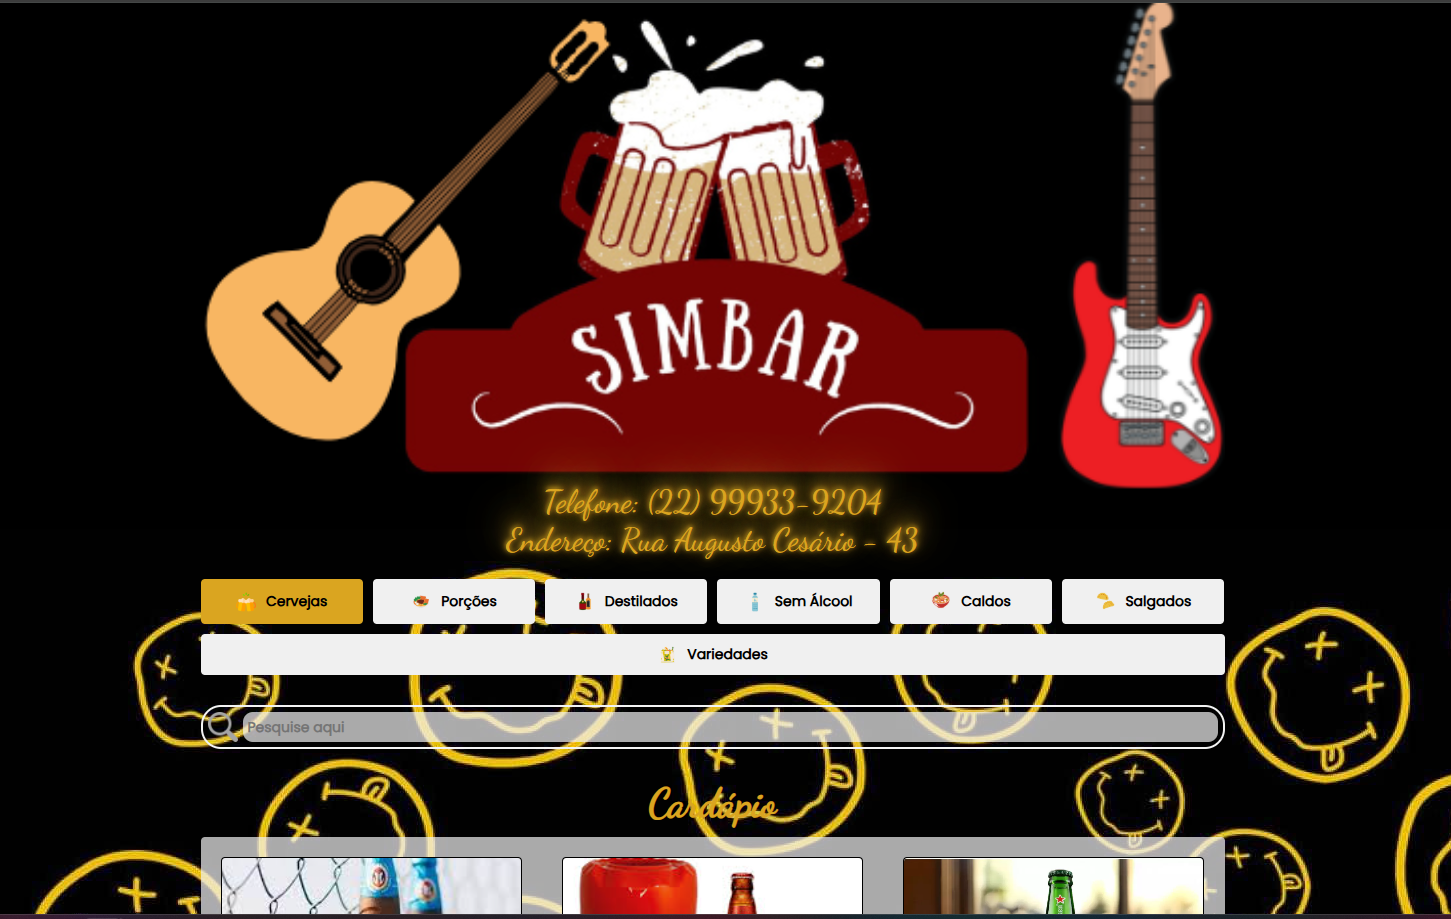 SIMBAR
Telefone: (22) 99933-9204
Endereço: Rua Augusto Cesário - 43
Cervejas
Porções
Destilados
Sem Álcool
Caldos
Salgados
Variedades
Pesquise aqui
Cardápio